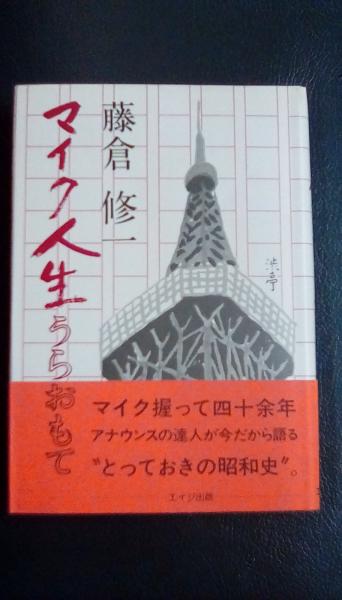 マイク人生うらおもて
藤倉 修一
渋亭
マイク握って四十余年
アナウンスの達人が今だから語る
〝とっておきの昭和史〟。
エイジ出版